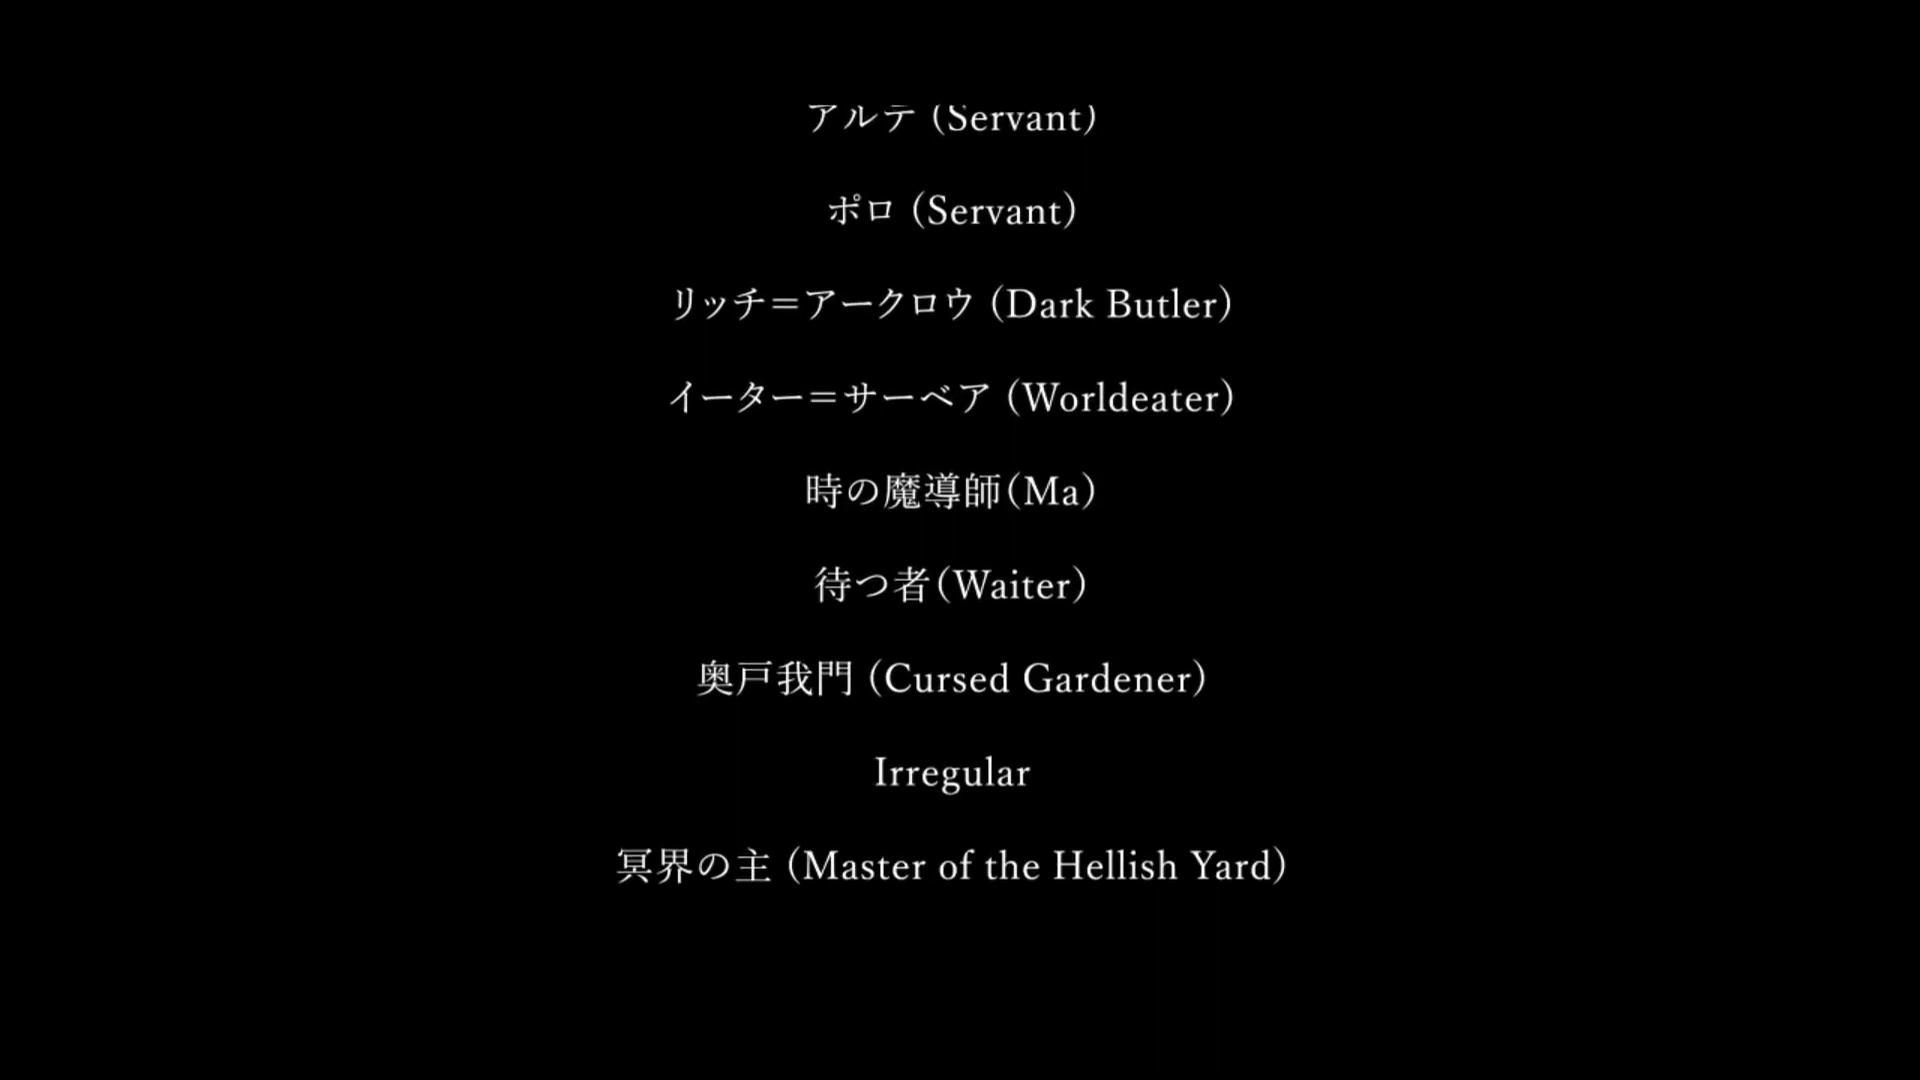 アルテ (Servant)
ポロ (Servant)
リッチ＝アークロウ (Dark Butler)
イーター＝サーベア (Worldeater)
時の魔導師(Ma)
待つ者(Waiter)
奥戸我門 (Cursed Gardener)
Irregular
冥界の主 (Master of the Hellish Yard)